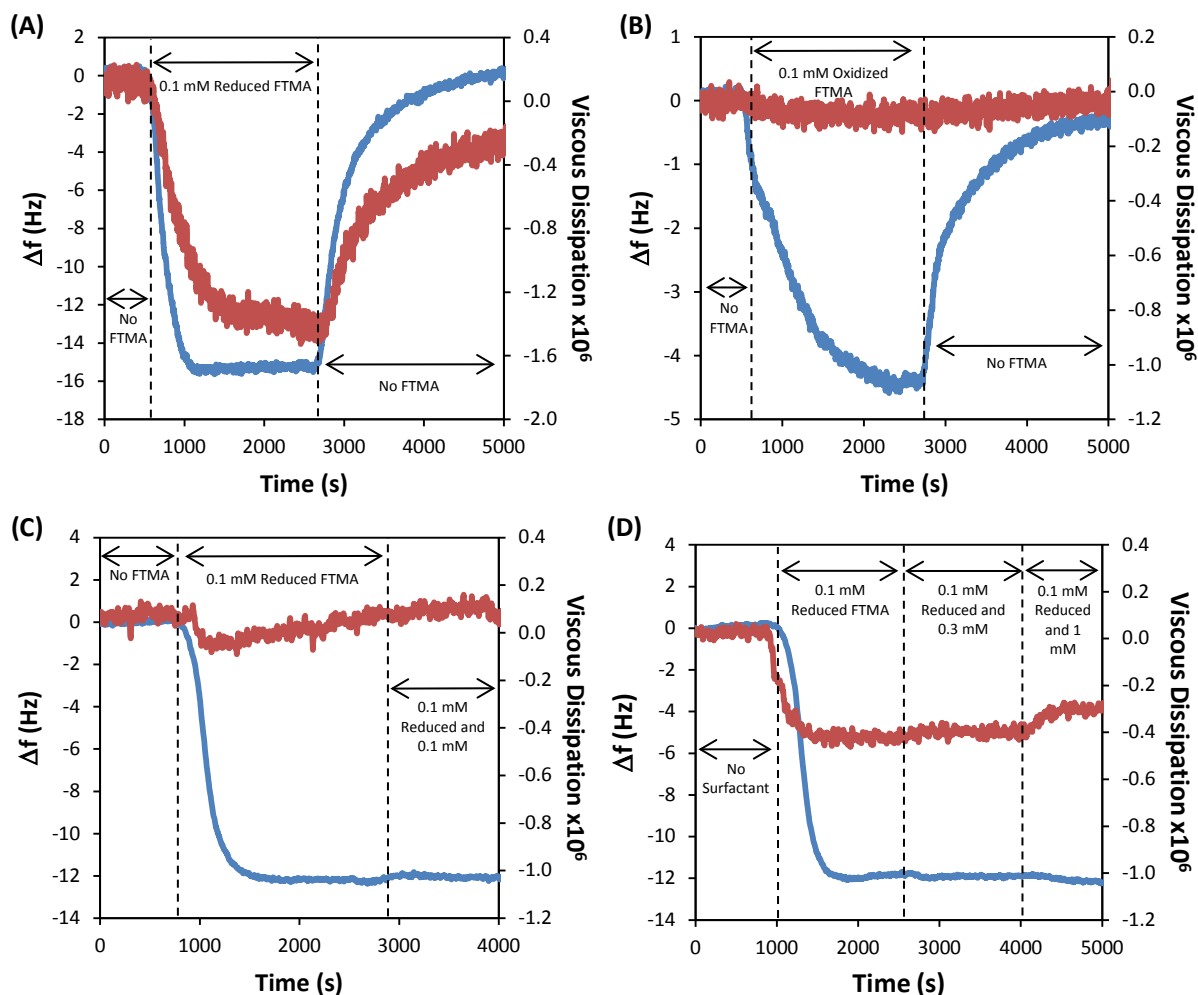 (A)
4
2
0
-2
-4
-6
-8
-10
-12
-14
-16
-18
Δf (Hz)
0.1 mM Reduced FTMA
No
FTMA
No FTMA
0.4
0.0
-0.4
-0.8
-1.2
-1.6
-2.0
Viscous Dissipation x10⁶
0 1000 2000 3000 4000 5000
Time (s)
(B)
1
0
-1
-2
-3
-4
-5
Δf (Hz)
0.1 mM Oxidized
FTMA
No
FTMA
No FTMA
0.2
0.0
-0.2
-0.4
-0.6
-0.8
-1.0
-1.2
Viscous Dissipation x10⁶
0 1000 2000 3000 4000 5000
Time (s)
(C)
4
2
0
-2
-4
-6
-8
-10
-12
-14
Δf (Hz)
No FTMA
0.1 mM Reduced FTMA
0.1 mM
Reduced and
0.1 mM
0.4
0.2
0.0
-0.2
-0.4
-0.6
-0.8
-1.0
-1.2
Viscous Dissipation x10⁶
0 1000 2000 3000 4000
Time (s)
(D)
4
2
0
-2
-4
-6
-8
-10
-12
-14
Δf (Hz)
No
Surfactant
0.1 mM
Reduced FTMA
0.1 mM
Reduced and
0.3 mM
0.1 mM
Reduced
and 1
mM
0.4
0.2
0.0
-0.2
-0.4
-0.6
-0.8
-1.0
-1.2
Viscous Dissipation x10⁶
0 1000 2000 3000 4000 5000
Time (s)